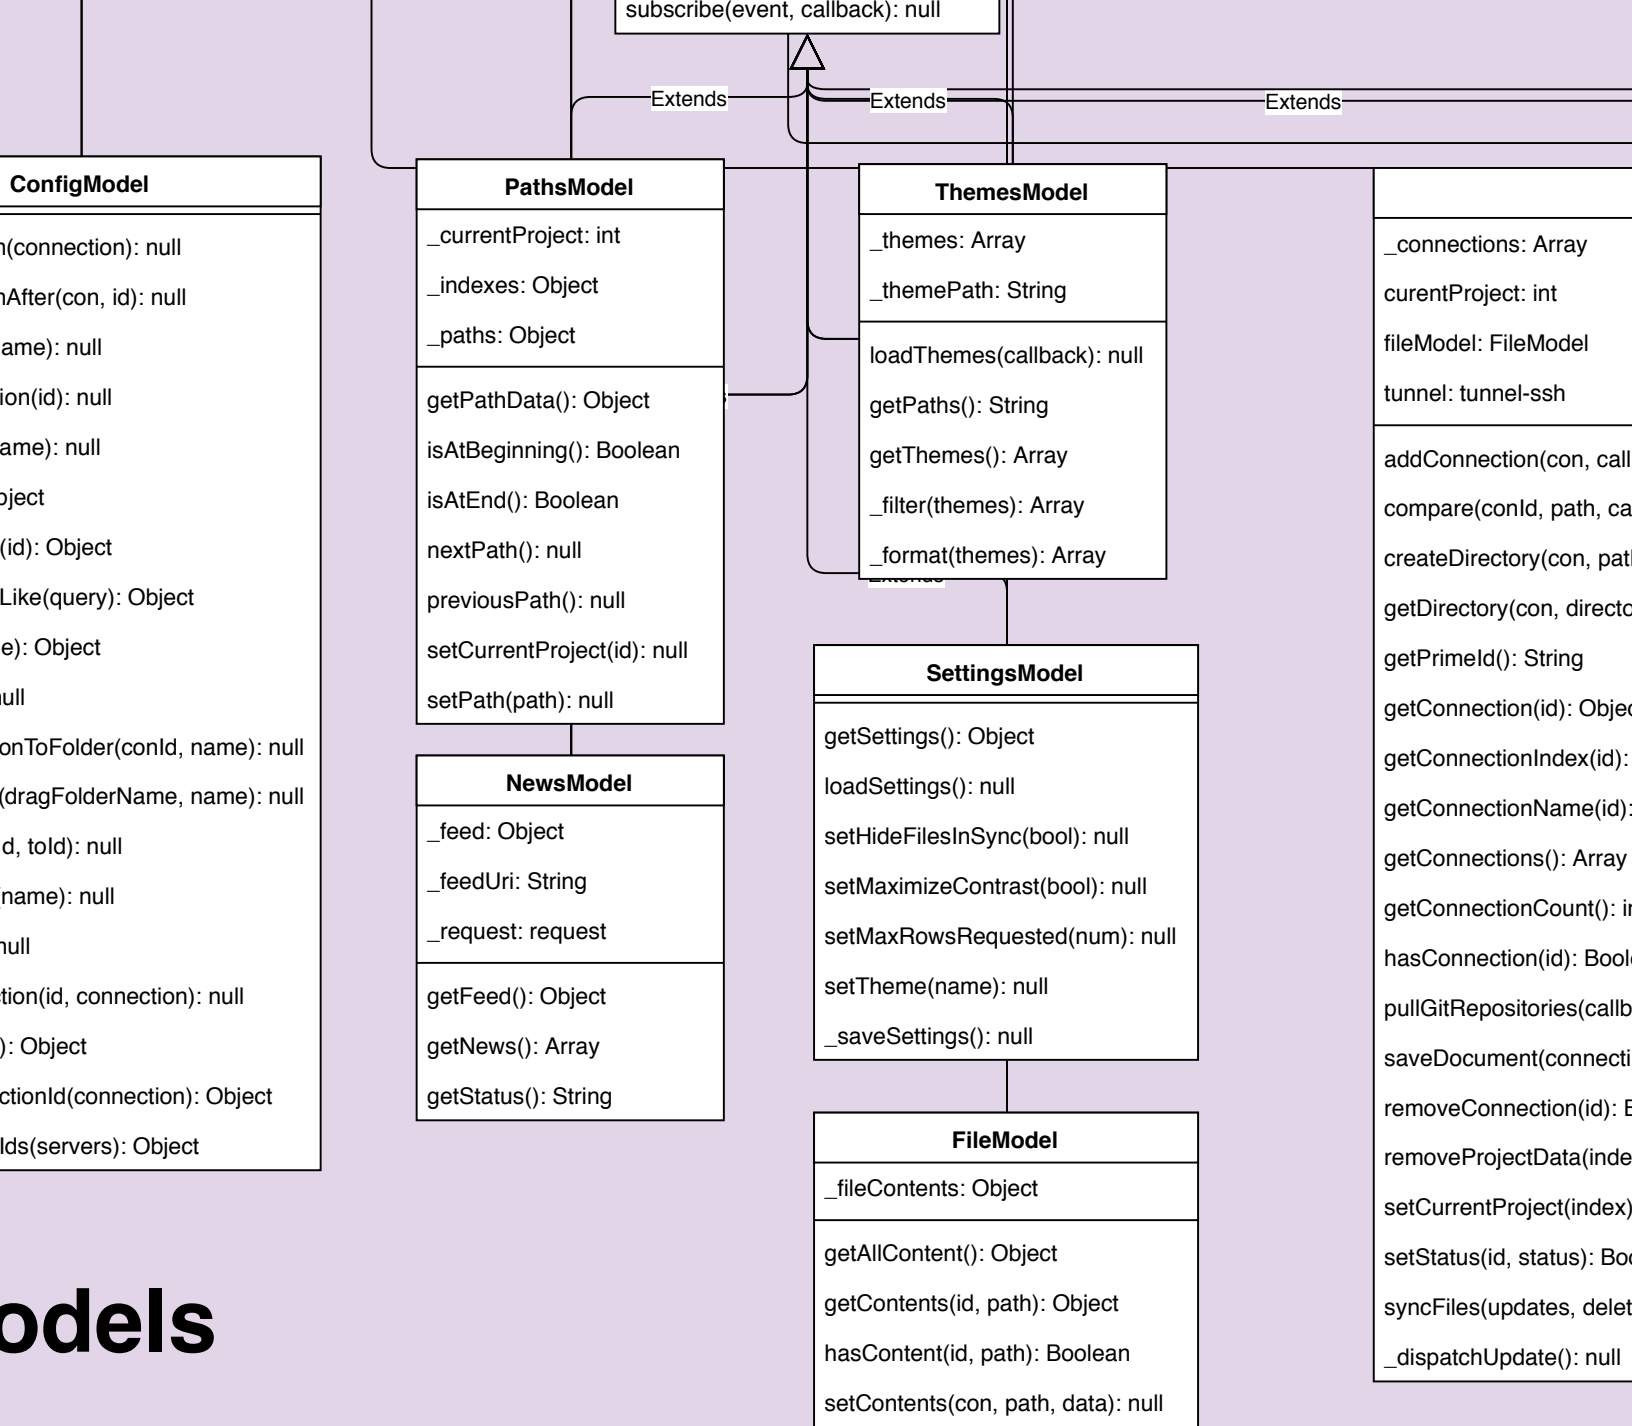 subscribe(event, callback): null
Extends
Extends
Extends
ConfigModel
(connection): null
After(con, id): null
): null
(id): null
): null
(id): Object
Like(query): Object
): Object
(conId, name): null
(dragFolderName, name): null
, toId): null
(name): null
(id, connection): null
): Object
(connection): Object
Ids(servers): Object
PathsModel
_currentProject: int
_indexes: Object
_paths: Object
getPathData(): Object
isAtBeginning(): Boolean
isAtEnd(): Boolean
nextPath(): null
previousPath(): null
setCurrentProject(id): null
setPath(path): null
NewsModel
_feed: Object
_feedUri: String
_request: request
getFeed(): Object
getNews(): Array
getStatus(): String
ThemesModel
_themes: Array
_themePath: String
loadThemes(callback): null
getPaths(): String
getThemes(): Array
_filter(themes): Array
_format(themes): Array
Extends
SettingsModel
getSettings(): Object
loadSettings(): null
setHideFilesInSync(bool): null
setMaximizeContrast(bool): null
setMaxRowsRequested(num): null
setTheme(name): null
_saveSettings(): null
FileModel
_fileContents: Object
getAllContent(): Object
getContents(id, path): Object
hasContent(id, path): Boolean
setContents(con, path, data): null
_connections: Array
curentProject: int
fileModel: FileModel
tunnel: tunnel-ssh
addConnection(con, call
compare(conId, path, ca
createDirectory(con, pat
getDirectory(con, directo
getPrimeId(): String
getConnection(id): Objec
getConnectionIndex(id):
getConnectionName(id):
getConnections(): Array
getConnectionCount(): i
hasConnection(id): Bool
pullGitRepositories(callb
saveDocument(connecti
removeConnection(id):
removeProjectData(inde
setCurrentProject(index)
setStatus(id, status): Bo
syncFiles(updates, delet
_dispatchUpdate(): null
odels